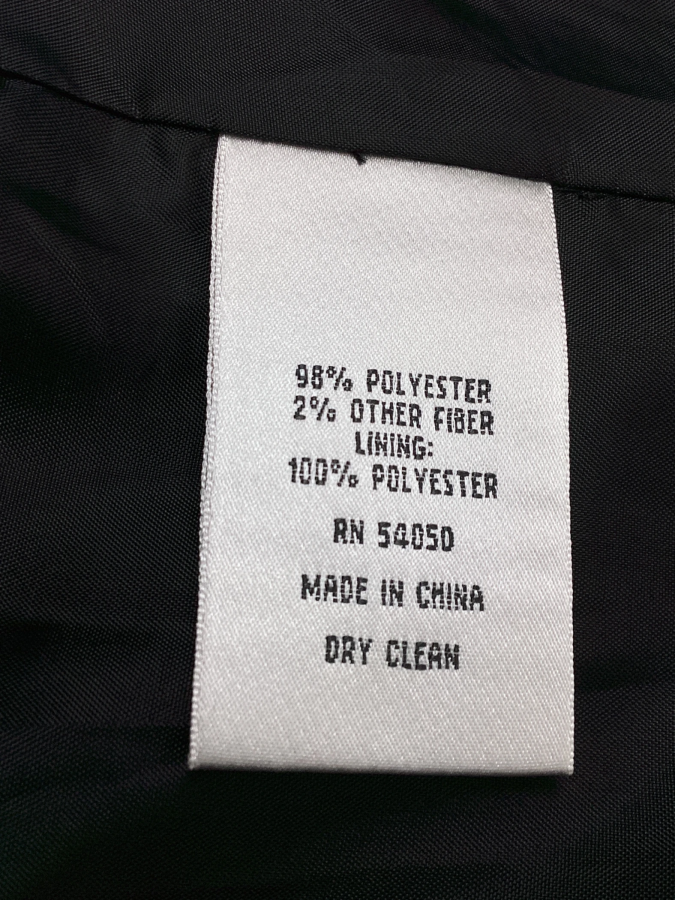 98% POLYESTER
2% OTHER FIBER
LINING:
100% POLYESTER
RN 54050
MADE IN CHINA
DRY CLEAN